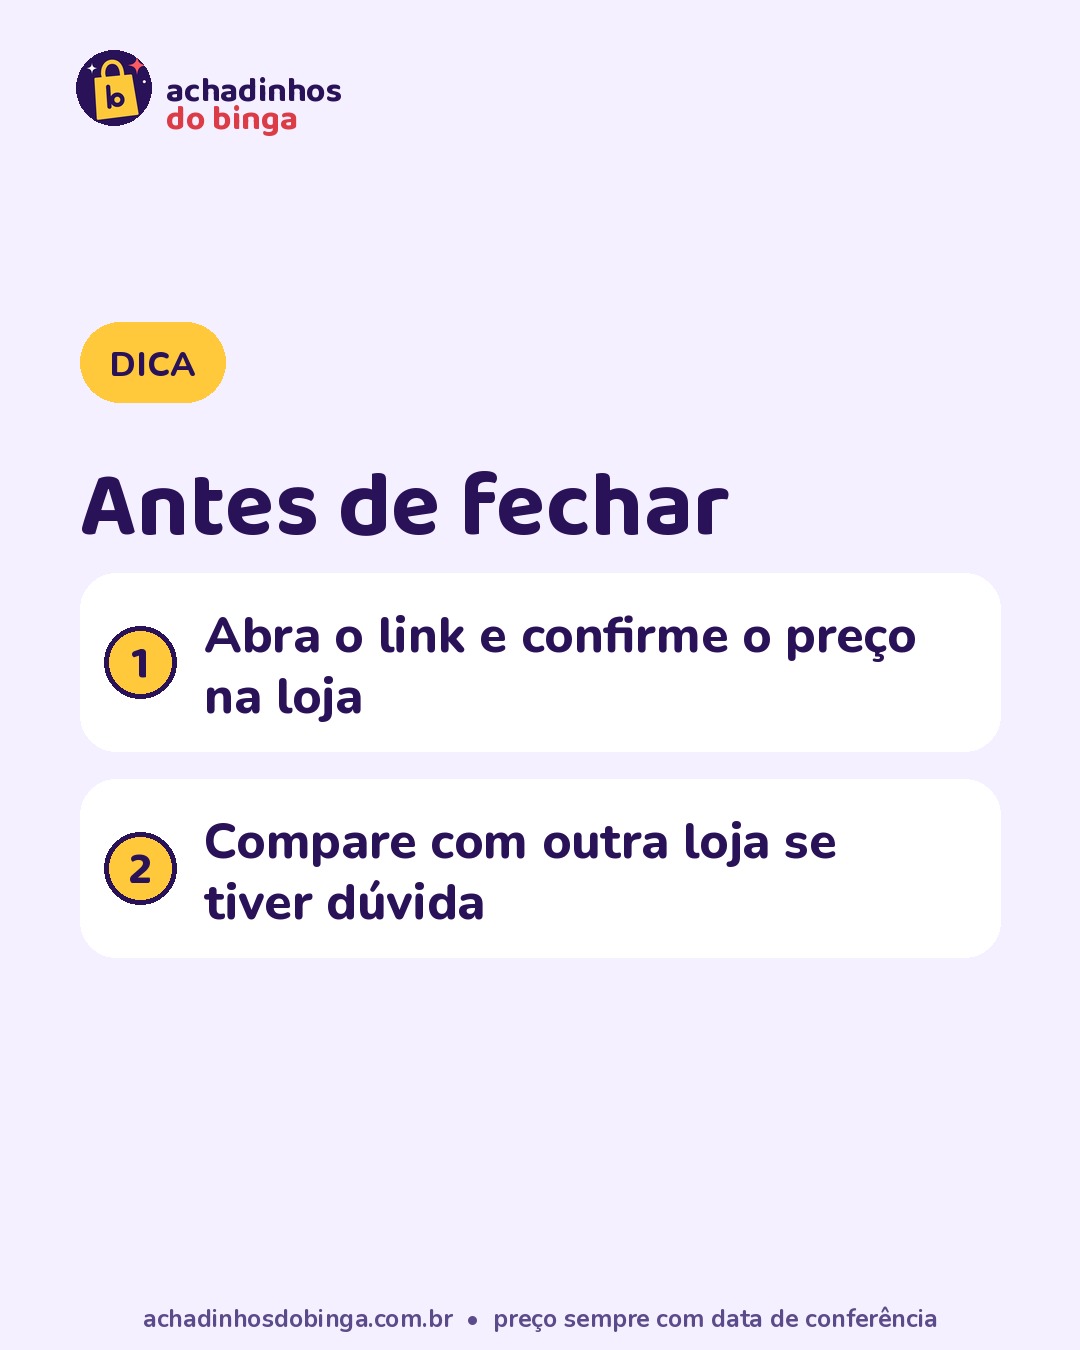 b
achadinhos
do binga
DICA
Antes de fechar
1
Abra o link e confirme o preço
na loja
2
Compare com outra loja se
tiver dúvida
achadinhosdobinga.com.br • preço sempre com data de conferência